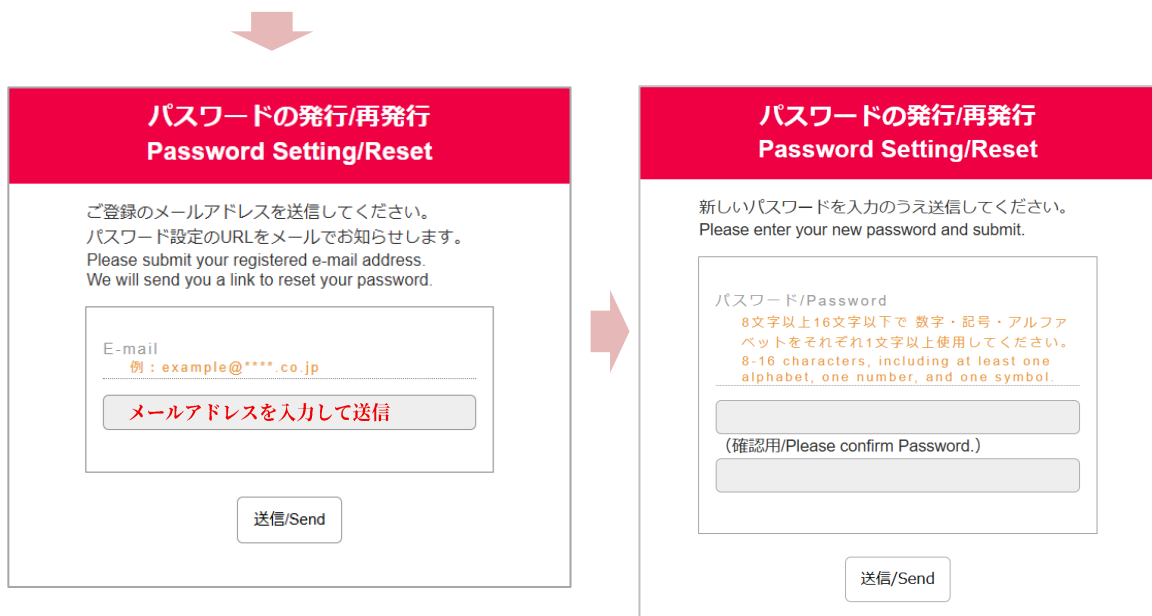 パスワードの発行/再発行
Password Setting/Reset
ご登録のメールアドレスを送信してください。
パスワード設定のURLをメールでお知らせします。
Please submit your registered e-mail address.
We will send you a link to reset your password.
E-mail
例：example@****.co.jp
メールアドレスを入力して送信
送信/Send
パスワードの発行/再発行
Password Setting/Reset
新しいパスワードを入力のうえ送信してください。
Please enter your new password and submit.
パスワード/Password
8文字以上16文字以下で 数字・記号・アルファ
ベットをそれぞれ1文字以上使用してください。
8-16 characters, including at least one
alphabet, one number, and one symbol.
（確認用/Please confirm Password.）
送信/Send